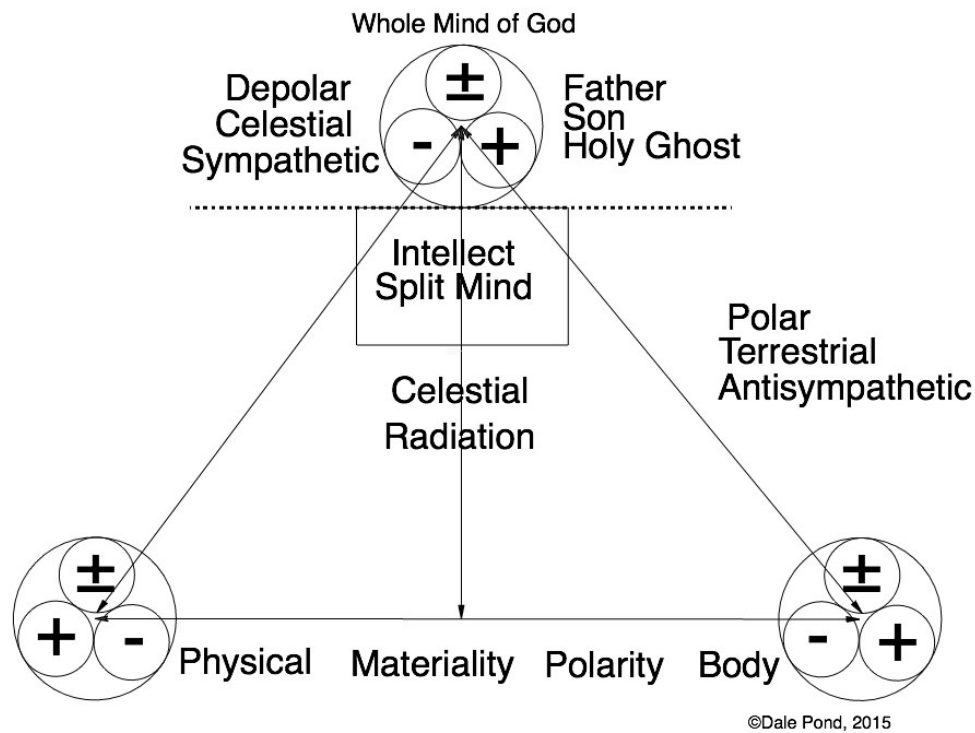 Whole Mind of God
Depolar
Celestial
Sympathetic
±
-
+
Father
Son
Holy Ghost
Intellect
Split Mind
Polar
Terrestrial
Antisympathetic
Celestial
Radiation
±
+
-
±
-
+
Physical Materiality Polarity Body
©Dale Pond, 2015